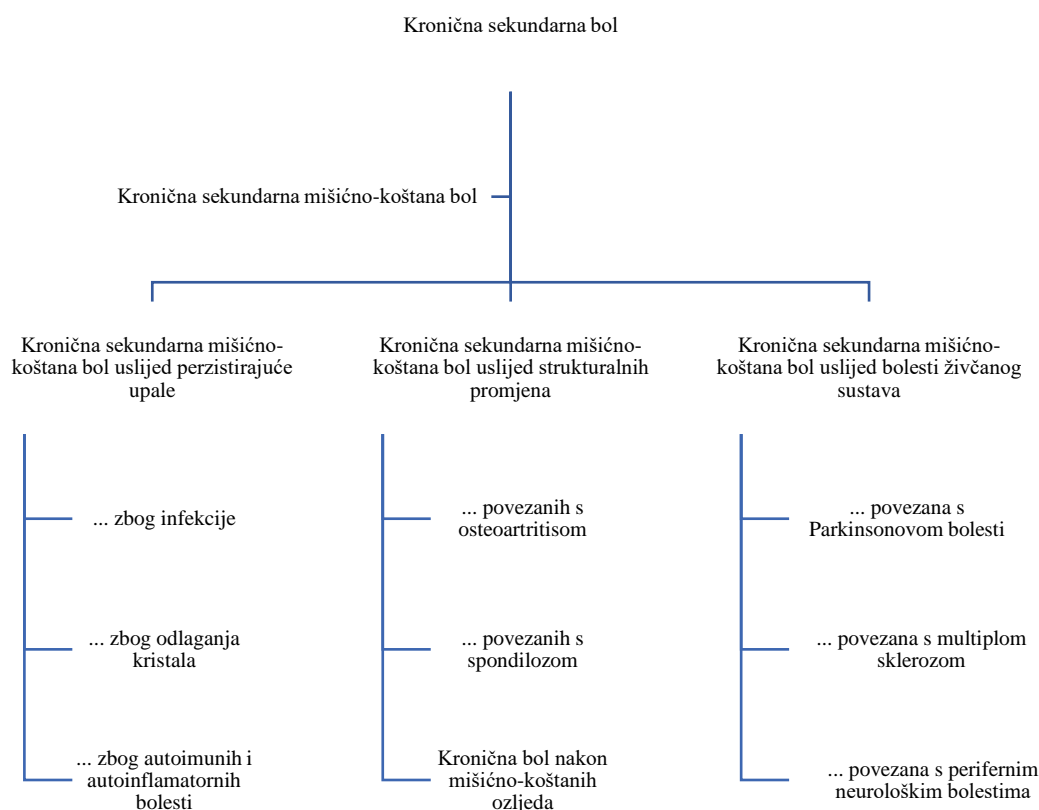 Kronična sekundarna bol
Kronična sekundarna mišićno-koštana bol
Kronična sekundarna mišićno-
koštana bol uslijed perzistirajuće
upale
Kronična sekundarna mišićno-
koštana bol uslijed strukturalnih
promjena
Kronična sekundarna mišićno-
koštana bol uslijed bolesti živčanog
sustava
... zbog infekcije
... povezanih s
osteoartritisom
... povezana s
Parkinsonovom bolesti
... zbog odlaganja
kristala
... povezanih s
spondilozom
... povezana s multiplom
sklerozom
... zbog autoimunih i
autoinflamatornih
bolesti
Kronična bol nakon
mišićno-koštanih
ozljeda
... povezana s perifernim
neurološkim bolestima